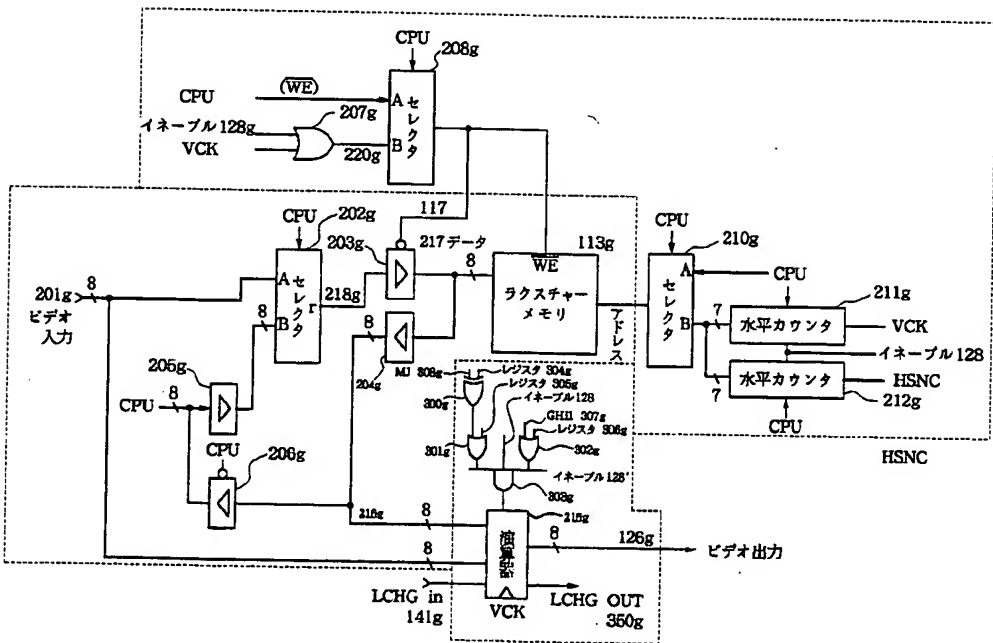 CPU
208g
CPU
(WE)
A
セレクタ
207g
イネーブル128g
VCK
220g
B
CPU
202g
117
203g
217データ
113g
CPU
210g
A
セレクタ
218g
8
WE
ラクスチャー
メモリ
アドレス
A
セレクタ
CPU
211g
201g
8
ビデオ
入力
B
8
8
B
7
水平カウンタ
VCK
イネーブル128
7
水平カウンタ
HSNC
212g
CPU
205g
204g
MJ
308g
レジスタ 304g
レジスタ 305g
イネーブル128
300g
GHi1 307g
レジスタ 306g
CPU
8
CPU
206g
301g
302g
HSNC
イネーブル128'
303g
216g
8
215g
演算器
8
126g
ビデオ出力
8
LCHG in
141g
VCK
LCHG OUT
350g